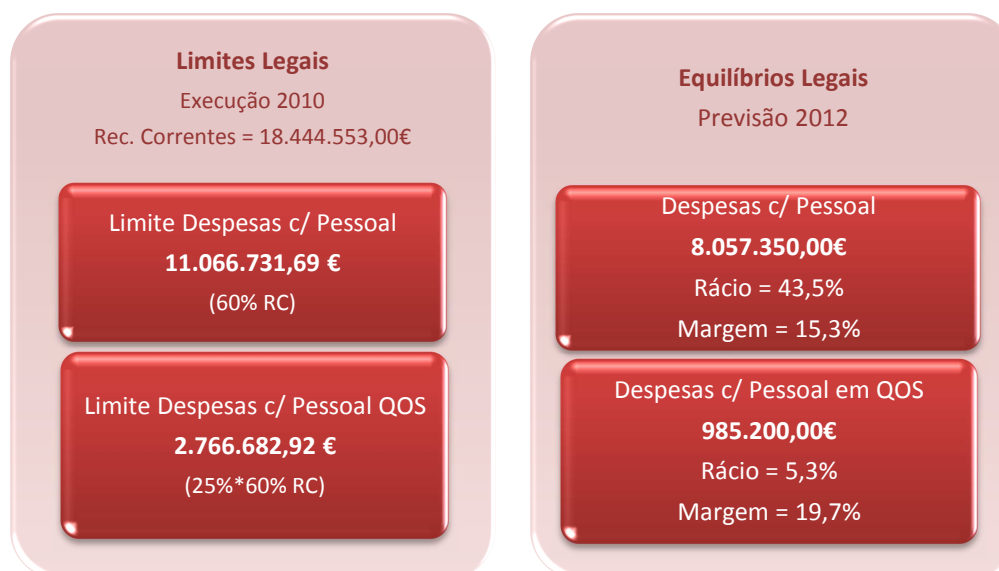 Limites Legais
Execução 2010
Rec. Correntes = 18.444.553,00€
Limite Despesas c/ Pessoal
11.066.731,69 €
(60% RC)
Limite Despesas c/ Pessoal QOS
2.766.682,92 €
(25%*60% RC)
Equilíbrios Legais
Previsão 2012
Despesas c/ Pessoal
8.057.350,00€
Rácio = 43,5%
Margem = 15,3%
Despesas c/ Pessoal em QOS
985.200,00€
Rácio = 5,3%
Margem = 19,7%